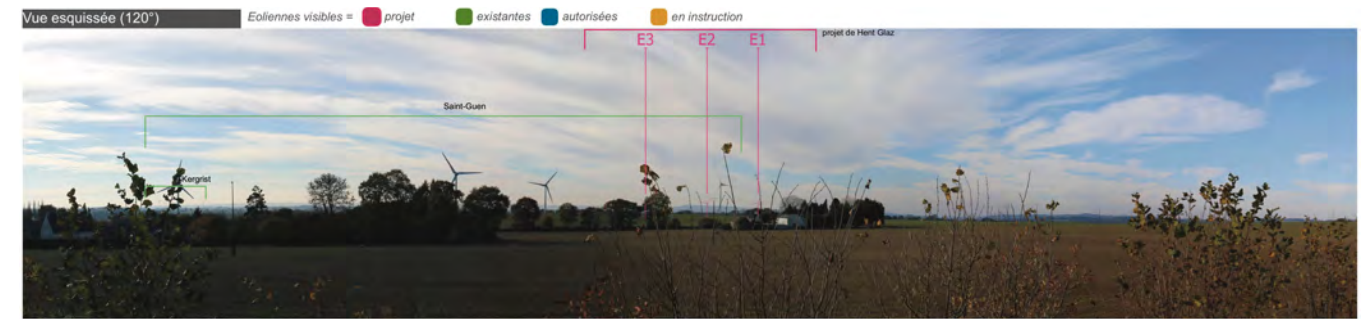 Vue esquissée (120°) Eoliennes visibles = projet existantes autorisées en instruction
projet de Hent Glaz
E3 E2 E1
Saint-Guen
Kergrist